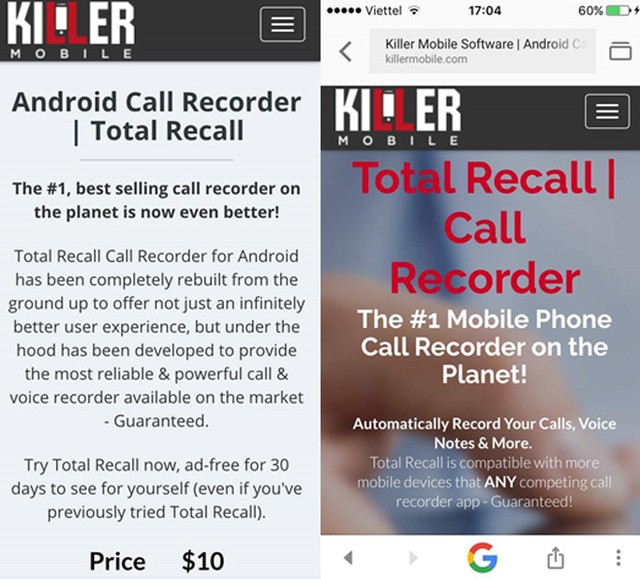 KILLER
MOBILE
Android Call Recorder
| Total Recall
The #1, best selling call recorder on
the planet is now even better!
Total Recall Call Recorder for Android
has been completely rebuilt from the
ground up to offer not just an infinitely
better user experience, but under the
hood has been developed to provide
the most reliable & powerful call &
voice recorder available on the market
- Guaranteed.
Try Total Recall now, ad-free for 30
days to see for yourself (even if you've
previously tried Total Recall).
Price $10
Viettel 17:04 60%
Killer Mobile Software | Android Ca
killermobile.com
KILLER
MOBILE
Total Recall |
Call
Recorder
The #1 Mobile Phone
Call Recorder on the
Planet!
Automatically Record Your Calls, Voice
Notes & More.
Total Recall is compatible with more
mobile devices that ANY competing call
recorder app - Guaranteed!
G